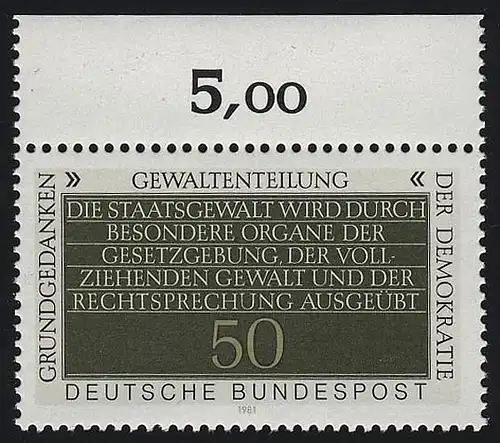 5,00
GRUNDGEDANKEN
» GEWALTENTEILUNG «
DIE STAATSGEWALT WIRD DURCH
BESONDERE ORGANE DER
GESETZGEBUNG, DER VOLL-
ZIEHENDEN GEWALT UND DER
RECHTSPRECHUNG AUSGEÜBT
50
DER DEMOKRATIE
DEUTSCHE BUNDESPOST
1981